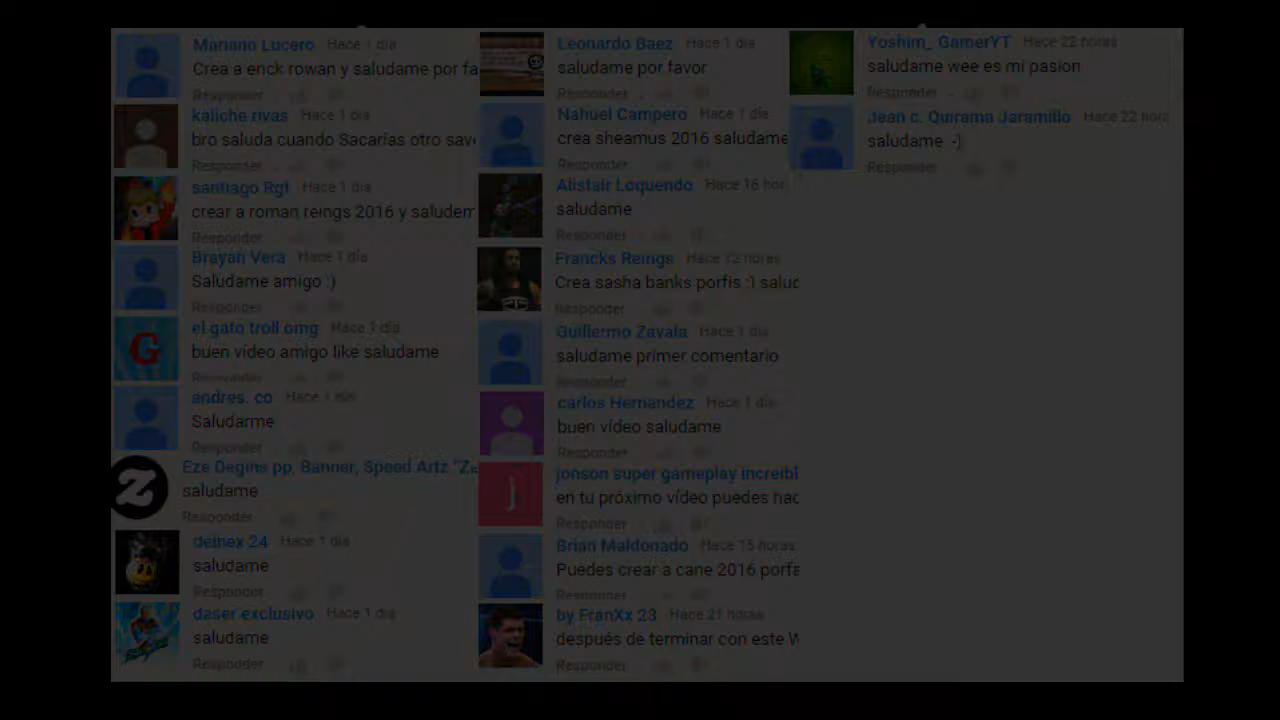 Mariano Lucero Hace 1 día
Crea a erick rowan y saludame por fa
Responder
kaliche rivas Hace 1 día
bro saluda cuando Sacarías otro save
Responder
santiago Rgl Hace 1 día
crear a roman reings 2016 y saludem
Responder
Brayan Vera Hace 1 día
Saludame amigo :)
Responder
el gato troll omg Hace 1 día
buen vídeo amigo like saludame
Responder
andres. co Hace 1 día
Saludarme
Responder
Eze Degins pp, Banner, Speed Artz
saludame
Responder
deinex 24 Hace 1 día
saludame
Responder
daser exclusivo Hace 1 día
saludame
Responder
Leonardo Baez Hace 1 día
saludame por favor
Responder
Nahuel Campero Hace 1 día
crea sheamus 2016 saludame
Responder
Alistair Loquendo Hace 16 hor
saludame
Responder
Francks Reings Hace 12 horas
Crea sasha banks porfis :'l saluc
Responder
Guillermo Zavala Hace 1 día
saludame primer comentario
Responder
carlos Hernandez Hace 1 día
buen vídeo saludame
Responder
jonson super gameplay increibl
en tu próximo vídeo puedes hac
Responder
Brian Maldonado Hace 15 horas
Puedes crear a cane 2016 porfa
Responder
by FranXx 23 Hace 21 horas
después de terminar con este W
Responder
Yoshim_ GamerYT Hace 22 horas
saludame wee es mi pasion
Responder
Jean c. Quirama Jaramillo Hace 22 hora
saludame :-)
Responder